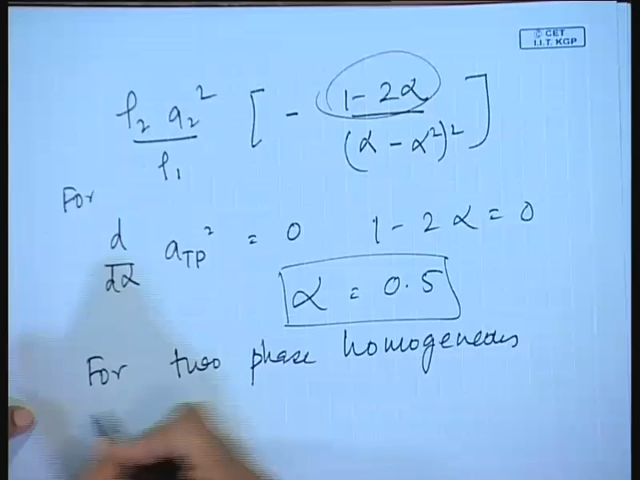 © CET
I.I.T. KGP
ρ₂ a₂² / ρ₁ [ - (1 - 2α) / (α - α²)² ]
For
d/dα a_TP² = 0    1 - 2α = 0
α = 0.5
For two phase homogeneous